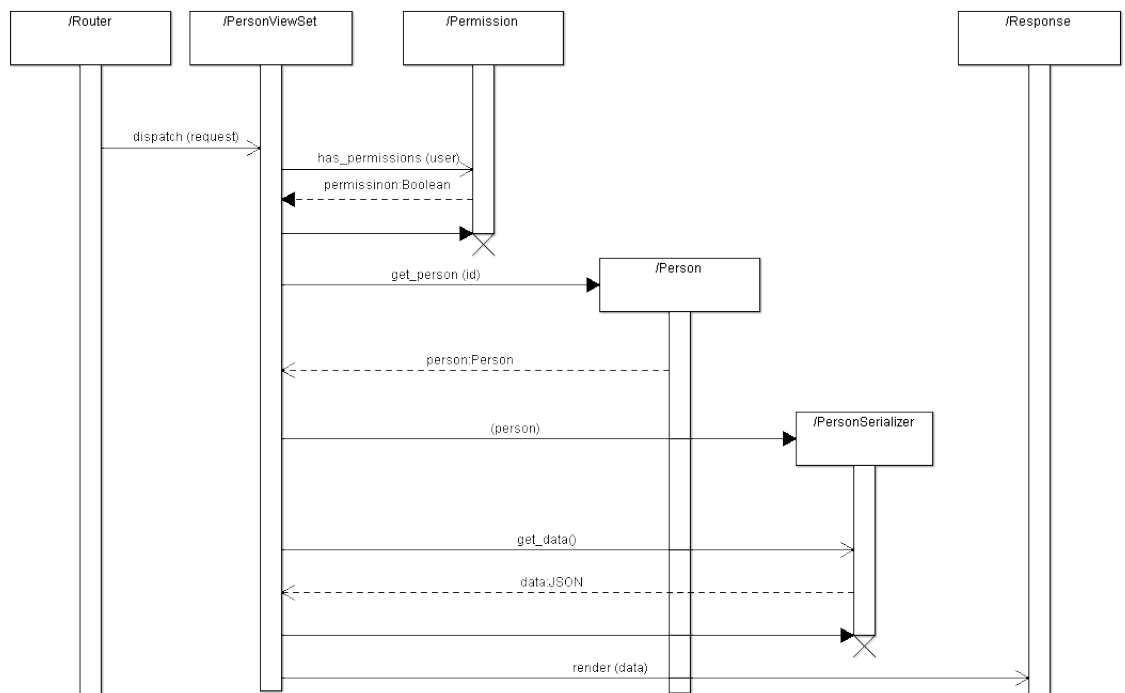 /Router
/PersonViewSet
/Permission
/Response
dispatch (request)
has_permissions (user)
permissinon:Boolean
get_person (id)
/Person
person:Person
(person)
/PersonSerializer
get_data()
data:JSON
render (data)